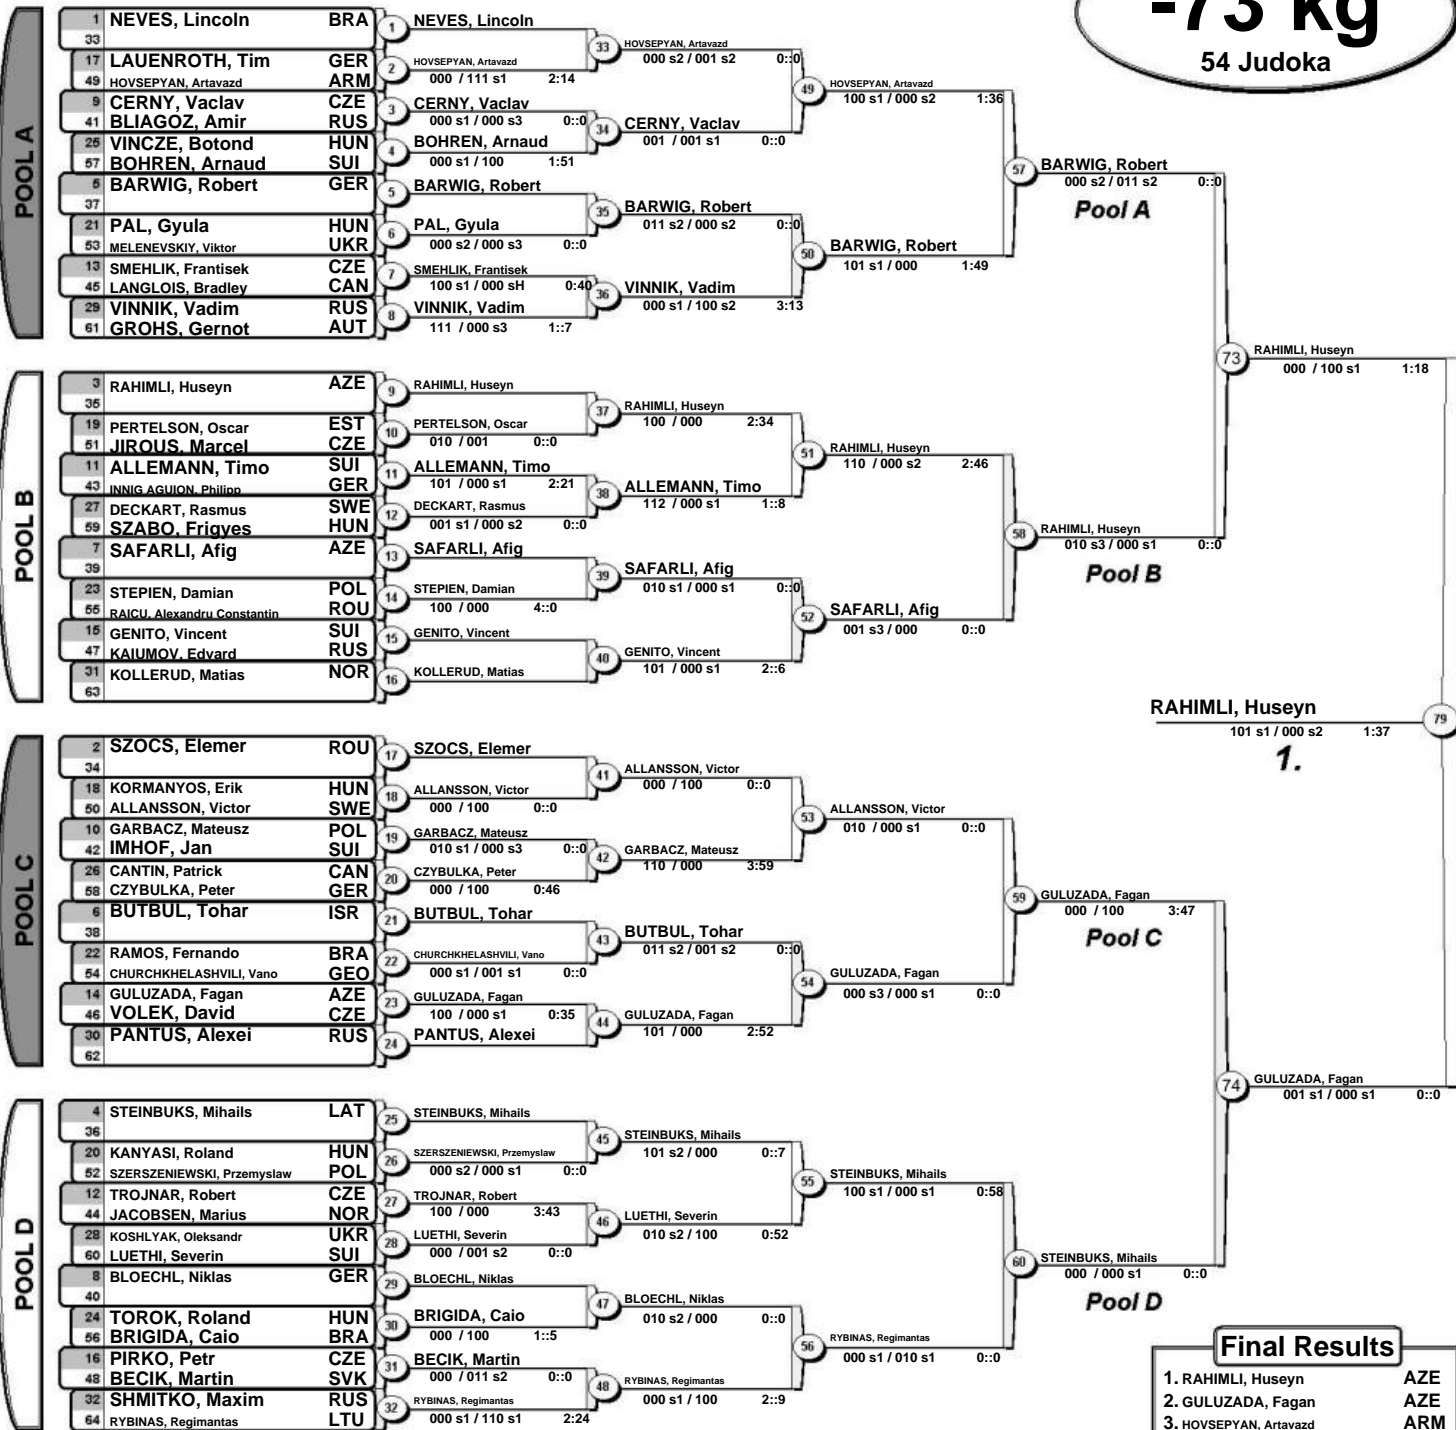 -73 kg
54 Judoka
POOL A
1 NEVES, Lincoln BRA
33
17 LAUENROTH, Tim GER
49 HOVSEPYAN, Artavazd ARM
9 CERNY, Vaclav CZE
41 BLIAGOZ, Amir RUS
25 VINCZE, Botond HUN
57 BOHREN, Arnaud SUI
5 BARWIG, Robert GER
37
21 PAL, Gyula HUN
53 MELENEVSKIY, Viktor UKR
13 SMEHLIK, Frantisek CZE
45 LANGLOIS, Bradley CAN
29 VINNIK, Vadim RUS
61 GROHS, Gernot AUT
1 NEVES, Lincoln
2 HOVSEPYAN, Artavazd
000 / 111 s1 2:14
3 CERNY, Vaclav
000 s1 / 000 s3 0::0
4 BOHREN, Arnaud
000 s1 / 100 1:51
5 BARWIG, Robert
6 PAL, Gyula
000 s2 / 000 s3 0::0
7 SMEHLIK, Frantisek
100 s1 / 000 sH 0:40
8 VINNIK, Vadim
111 / 000 s3 1::7
33 HOVSEPYAN, Artavazd
000 s2 / 001 s2 0::0
34 CERNY, Vaclav
001 / 001 s1 0::0
35 BARWIG, Robert
011 s2 / 000 s2 0::0
36 VINNIK, Vadim
000 s1 / 100 s2 3:13
49 HOVSEPYAN, Artavazd
100 s1 / 000 s2 1:36
50 BARWIG, Robert
101 s1 / 000 1:49
57 BARWIG, Robert
000 s2 / 011 s2 0::0
Pool A
POOL B
3 RAHIMLI, Huseyn AZE
35
19 PERTELSON, Oscar EST
51 JIROUS, Marcel CZE
11 ALLEMANN, Timo SUI
43 INNIG AGUION, Philipp GER
27 DECKART, Rasmus SWE
59 SZABO, Frigyes HUN
7 SAFARLI, Afig AZE
39
23 STEPIEN, Damian POL
55 RAICU, Alexandru Constantin ROU
15 GENITO, Vincent SUI
47 KAIUMOV, Edvard RUS
31 KOLLERUD, Matias NOR
63
9 RAHIMLI, Huseyn
10 PERTELSON, Oscar
010 / 001 0::0
11 ALLEMANN, Timo
101 / 000 s1 2:21
12 DECKART, Rasmus
001 s1 / 000 s2 0::0
13 SAFARLI, Afig
14 STEPIEN, Damian
100 / 000 4::0
15 GENITO, Vincent
16 KOLLERUD, Matias
37 RAHIMLI, Huseyn
100 / 000 2:34
38 ALLEMANN, Timo
112 / 000 s1 1::8
39 SAFARLI, Afig
010 s1 / 000 s1 0::0
40 GENITO, Vincent
101 / 000 s1 2::6
51 RAHIMLI, Huseyn
110 / 000 s2 2:46
52 SAFARLI, Afig
001 s3 / 000 0::0
58 RAHIMLI, Huseyn
010 s3 / 000 s1 0::0
Pool B
73 RAHIMLI, Huseyn
000 / 100 s1 1:18
RAHIMLI, Huseyn 79
101 s1 / 000 s2 1:37
1.
POOL C
2 SZOCS, Elemer ROU
34
18 KORMANYOS, Erik HUN
50 ALLANSSON, Victor SWE
10 GARBACZ, Mateusz POL
42 IMHOF, Jan SUI
26 CANTIN, Patrick CAN
58 CZYBULKA, Peter GER
6 BUTBUL, Tohar ISR
38
22 RAMOS, Fernando BRA
54 CHURCHKHELASHVILI, Vano GEO
14 GULUZADA, Fagan AZE
46 VOLEK, David CZE
30 PANTUS, Alexei RUS
62
17 SZOCS, Elemer
18 ALLANSSON, Victor
000 / 100 0::0
19 GARBACZ, Mateusz
010 s1 / 000 s3 0::0
20 CZYBULKA, Peter
000 / 100 0:46
21 BUTBUL, Tohar
22 CHURCHKHELASHVILI, Vano
000 s1 / 001 s1 0::0
23 GULUZADA, Fagan
100 / 000 s1 0:35
24 PANTUS, Alexei
41 ALLANSSON, Victor
000 / 100 0::0
42 GARBACZ, Mateusz
110 / 000 3:59
43 BUTBUL, Tohar
011 s2 / 001 s2 0::0
44 GULUZADA, Fagan
101 / 000 2:52
53 ALLANSSON, Victor
010 / 000 s1 0::0
54 GULUZADA, Fagan
000 s3 / 000 s1 0::0
59 GULUZADA, Fagan
000 / 100 3:47
Pool C
POOL D
4 STEINBUKS, Mihails LAT
36
20 KANYASI, Roland HUN
52 SZERSZENIEWSKI, Przemyslaw POL
12 TROJNAR, Robert CZE
44 JACOBSEN, Marius NOR
28 KOSHLYAK, Oleksandr UKR
60 LUETHI, Severin SUI
8 BLOECHL, Niklas GER
40
24 TOROK, Roland HUN
56 BRIGIDA, Caio BRA
16 PIRKO, Petr CZE
48 BECIK, Martin SVK
32 SHMITKO, Maxim RUS
64 RYBINAS, Regimantas LTU
25 STEINBUKS, Mihails
26 SZERSZENIEWSKI, Przemyslaw
000 s2 / 000 s1 0::0
27 TROJNAR, Robert
100 / 000 3:43
28 LUETHI, Severin
000 / 001 s2 0::0
29 BLOECHL, Niklas
30 BRIGIDA, Caio
000 / 100 1::5
31 BECIK, Martin
000 / 011 s2 0::0
32 RYBINAS, Regimantas
000 s1 / 110 s1 2:24
45 STEINBUKS, Mihails
101 s2 / 000 0::7
46 LUETHI, Severin
010 s2 / 100 0:52
47 BLOECHL, Niklas
010 s2 / 000 0::0
48 RYBINAS, Regimantas
000 s1 / 100 2::9
55 STEINBUKS, Mihails
100 s1 / 000 s1 0:58
56 RYBINAS, Regimantas
000 s1 / 010 s1 0::0
60 STEINBUKS, Mihails
000 / 000 s1 0::0
Pool D
74 GULUZADA, Fagan
001 s1 / 000 s1 0::0
Final Results
1. RAHIMLI, Huseyn AZE
2. GULUZADA, Fagan AZE
3. HOVSEPYAN, Artavazd ARM